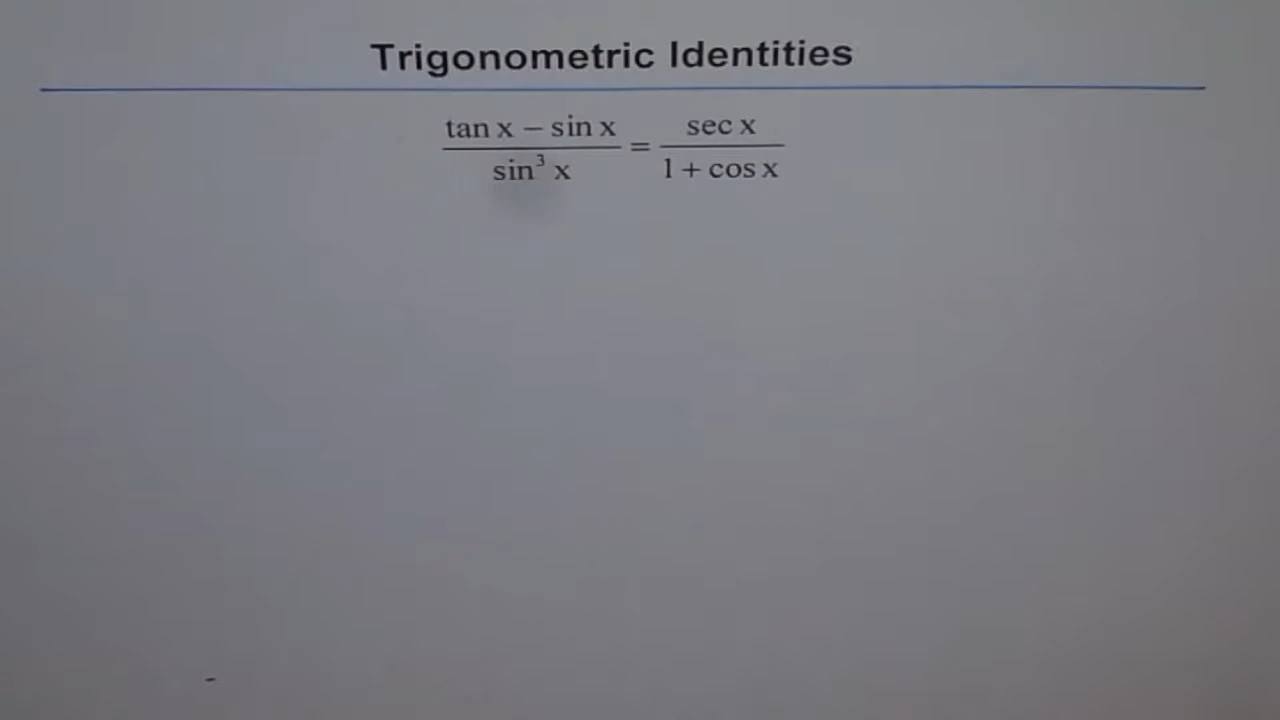 Trigonometric Identities
tan x − sin x / sin³ x = sec x / 1 + cos x